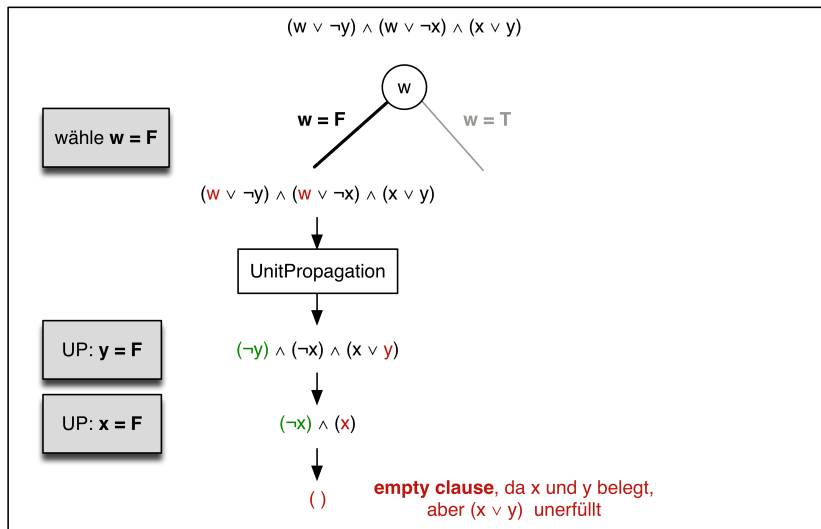 (w ∨ ¬y) ∧ (w ∨ ¬x) ∧ (x ∨ y)
w
w = F
w = T
wähle w = F
(w ∨ ¬y) ∧ (w ∨ ¬x) ∧ (x ∨ y)
UnitPropagation
UP: y = F
(¬y) ∧ (¬x) ∧ (x ∨ y)
UP: x = F
(¬x) ∧ (x)
( )
empty clause, da x und y belegt,
aber (x ∨ y) unerfüllt